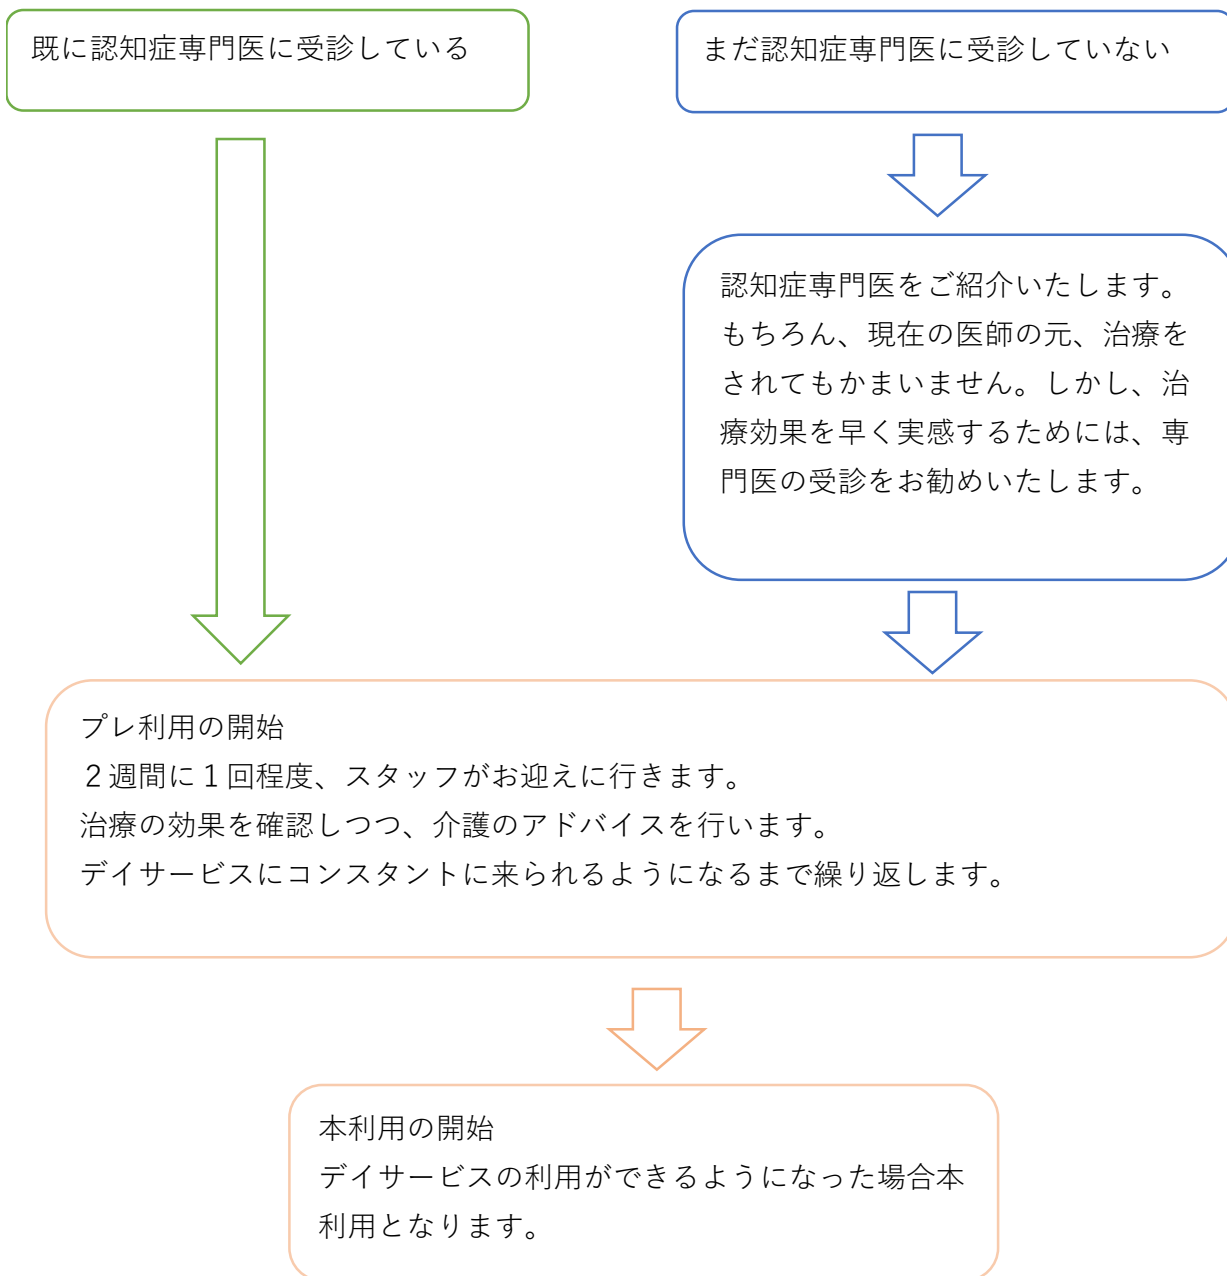 既に認知症専門医に受診している
まだ認知症専門医に受診していない
認知症専門医をご紹介いたします。
もちろん、現在の医師の元、治療を
されてもかまいません。しかし、治
療効果を早く実感するためには、専
門医の受診をお勧めいたします。
プレ利用の開始
２週間に１回程度、スタッフがお迎えに行きます。
治療の効果を確認しつつ、介護のアドバイスを行います。
デイサービスにコンスタントに来られるようになるまで繰り返します。
本利用の開始
デイサービスの利用ができるようになった場合本
利用となります。